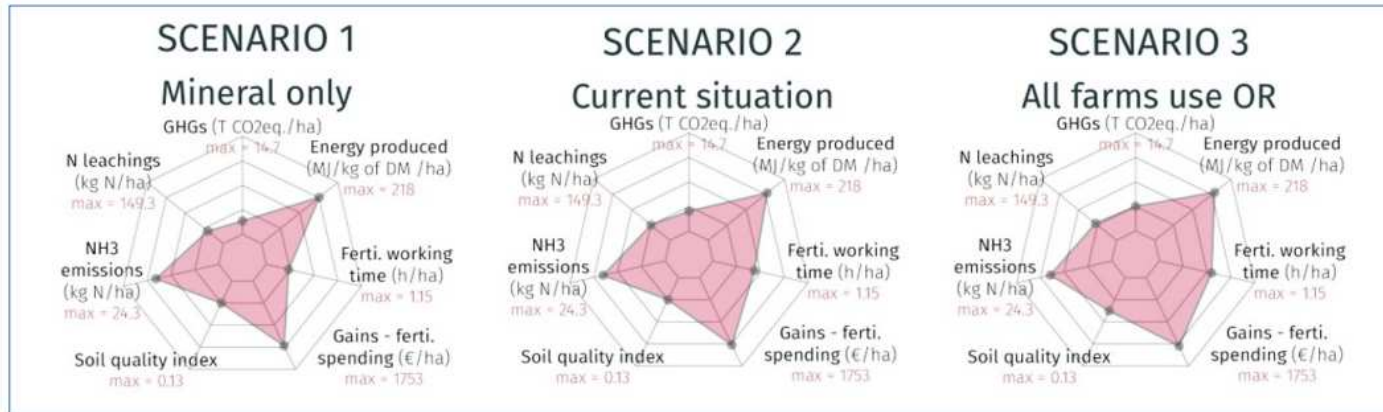 SCENARIO 1
Mineral only
GHGs (T CO2eq./ha)
max = 14.7
Energy produced
(MJ/kg of DM /ha)
max = 218
N leachings
(kg N/ha)
max = 149.3
NH3
emissions
(kg N/ha)
max = 24.3
Ferti. working
time (h/ha)
max = 1.15
Gains - ferti.
spending (€/ha)
max = 1753
Soil quality index
max = 0.13
SCENARIO 2
Current situation
GHGs (T CO2eq./ha)
max = 14.7
Energy produced
(MJ/kg of DM /ha)
max = 218
N leachings
(kg N/ha)
max = 149.3
NH3
emissions
(kg N/ha)
max = 24.3
Ferti. working
time (h/ha)
max = 1.15
Gains - ferti.
spending (€/ha)
max = 1753
Soil quality index
max = 0.13
SCENARIO 3
All farms use OR
GHGs (T CO2eq./ha)
max = 14.7
Energy produced
(MJ/kg of DM /ha)
max = 218
N leachings
(kg N/ha)
max = 149.3
NH3
emissions
(kg N/ha)
max = 24.3
Ferti. working
time (h/ha)
max = 1.15
Gains - ferti.
spending (€/ha)
max = 1753
Soil quality index
max = 0.13